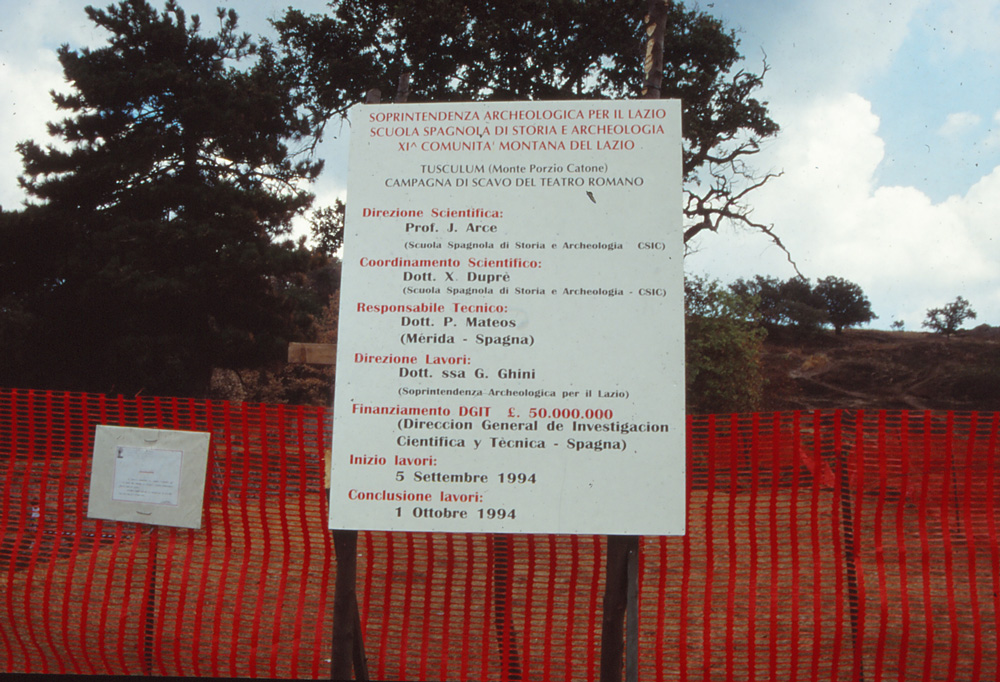 SOPRINTENDENZA ARCHEOLOGICA PER IL LAZIO
SCUOLA SPAGNOLA DI STORIA E ARCHEOLOGIA
XI^ COMUNITA' MONTANA DEL LAZIO
TUSCULUM (Monte Porzio Catone)
CAMPAGNA DI SCAVO DEL TEATRO ROMANO
Direzione Scientifica:
Prof. J. Arce
(Scuola Spagnola di Storia e Archeologia CSIC)
Coordinamento Scientifico:
Dott. X. Duprè
(Scuola Spagnola di Storia e Archeologia - CSIC)
Responsabile Tecnico:
Dott. P. Mateos
(Mérida - Spagna)
Direzione Lavori:
Dott. ssa G. Ghini
(Soprintendenza Archeologica per il Lazio)
Finanziamento DGIT £. 50.000.000
(Direccion General de Investigacion
Cientifica y Tècnica - Spagna)
Inizio lavori:
5 Settembre 1994
Conclusione lavori:
1 Ottobre 1994